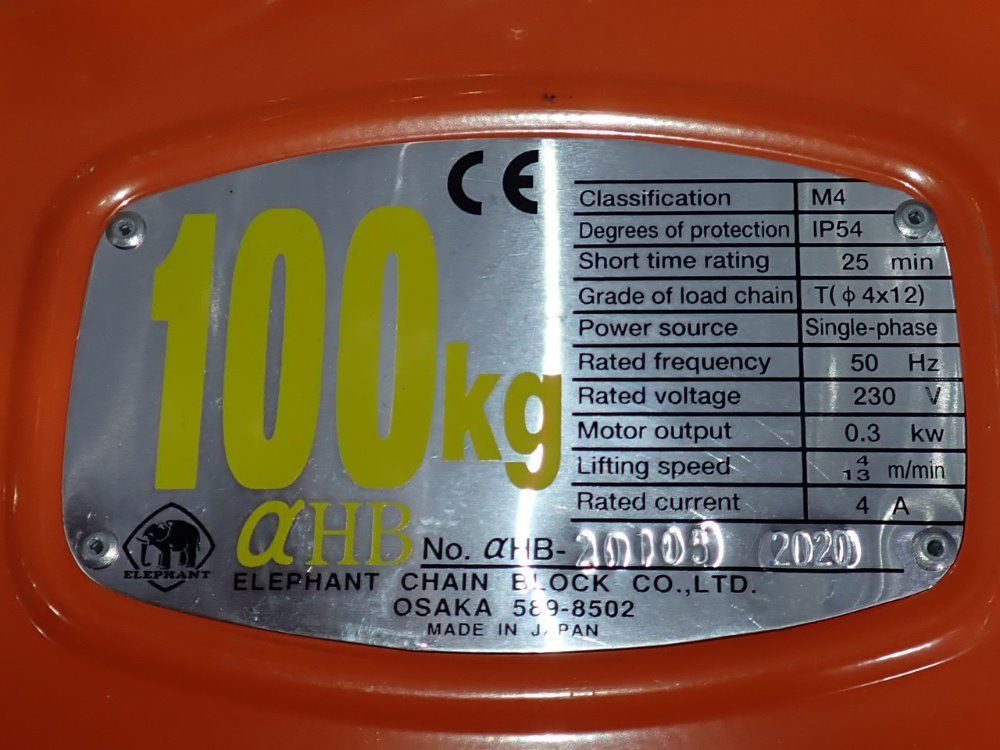 CE
100kg
αHB
ELEPHANT
Classification M4
Degrees of protection IP54
Short time rating 25 min
Grade of load chain T(ϕ4x12)
Power source Single-phase
Rated frequency 50 Hz
Rated voltage 230 V
Motor output 0.3 kw
Lifting speed 4 13 m/min
Rated current 4 A
No. αHB-20105 2020
ELEPHANT CHAIN BLOCK CO.,LTD.
OSAKA 589-8502
MADE IN JAPAN